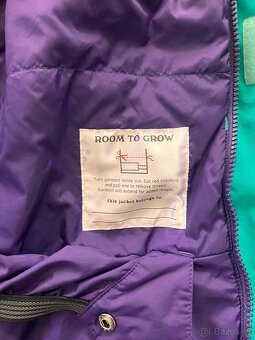 ROOM TO GROW
Turn garment inside out. Cut red stitching
and pull end to remove thread.
Garment will extend for added length.
this jacket belongs to